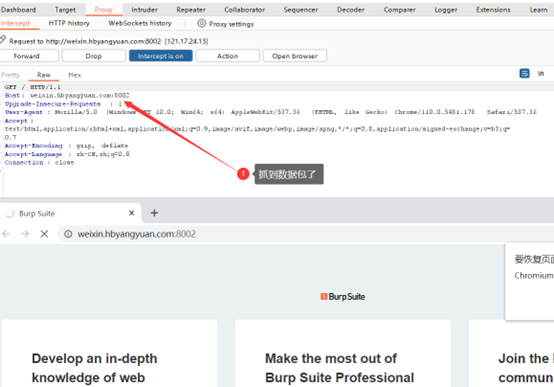 Dashboard Target Proxy Intruder Repeater Collaborator Sequencer Decoder Comparer Logger Extensions Learn
Intercept HTTP history WebSockets history Proxy settings
Request to http://weixin.hbyangyuan.com:8002 [121.17.24.13]
Forward Drop Intercept is on Action Open browser
Pretty Raw Hex
\n
GET / HTTP/1.1
Host: weixin.hbyangyuan.com:8002
Upgrade-Insecure-Requests : 1
User-Agent : Mozilla/5.0 (Windows NT 10.0; Win64; x64) AppleWebKit/537.36 (KHTML, like Gecko) Chrome/110.0.5481.178 Safari/537.36
Accept :
text/html,application/xhtml+xml,application/xml;q=0.9,image/avif,image/webp,image/apng,*/*;q=0.8,application/signed-exchange;v=b3;q=
0.7
Accept-Encoding : gzip, deflate
Accept-Language : zh-CN,zh;q=0.9
Connection : close
1 抓到数据包了
Burp Suite
weixin.hbyangyuan.com:8002
要恢复页面
Chromium
Burp Suite
Develop an in-depth
knowledge of web
Make the most out of
Burp Suite Professional
Join the
commun